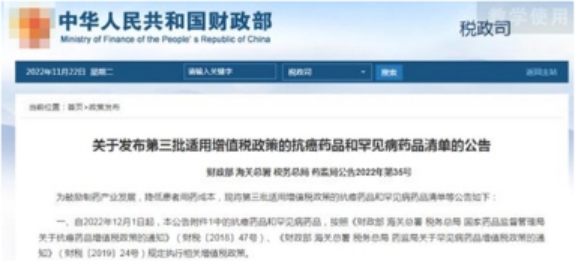 教学使用
中华人民共和国财政部
Ministry of Finance of the People's Republic of China
税政司
2022年11月22日 星期二 请输入关键字 税政司 搜索 返回主站
当前位置：首页>政策发布
关于发布第三批适用增值税政策的抗癌药品和罕见病药品清单的公告
财政部 海关总署 税务总局 药监局公告2022年第35号
为鼓励制药产业发展，降低患者用药成本，现将第三批适用增值税政策的抗癌药品和罕见病药品清单等公告如下：
一、自2022年12月1日起，本公告附件1中的抗癌药品和罕见病药品，按照《财政部 海关总署 税务总局 国家药品监督管理局
关于抗癌药品增值税政策的通知》（财税〔2018〕47号）、《财政部 海关总署 税务总局 药监局关于罕见病药品增值税政策的通
知》（财税〔2019〕24号）规定执行相关增值税政策。